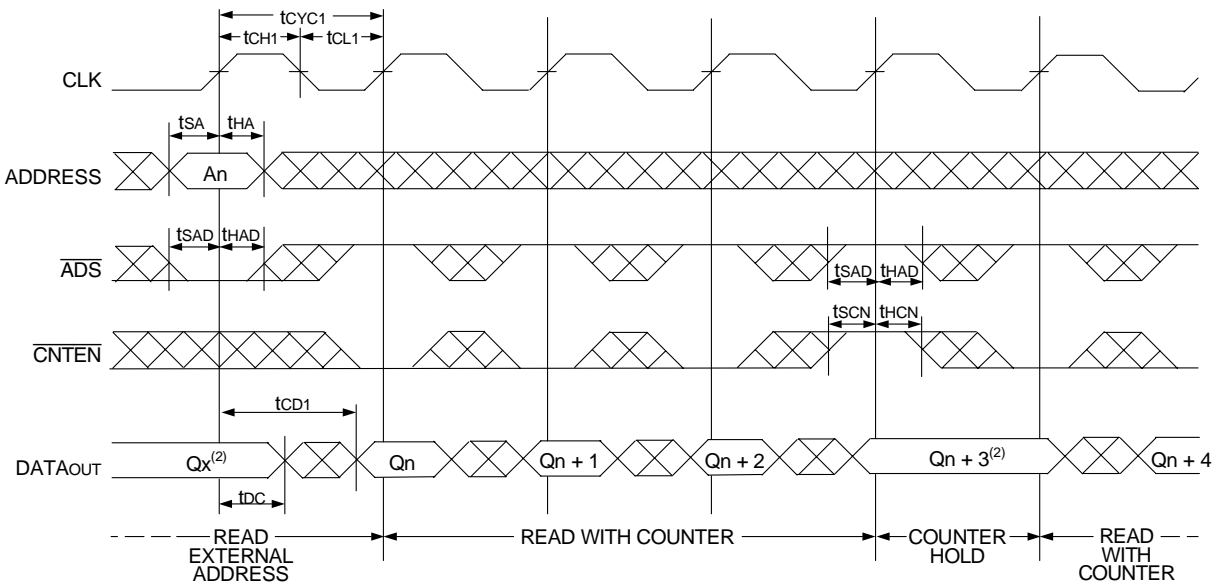 tCYC1
tCH1 tCL1
CLK
tSA tHA
ADDRESS An
tSAD tHAD
ADS
tSAD tHAD
tSCN tHCN
CNTEN
tCD1
DATAOUT Qx(2) Qn Qn + 1 Qn + 2 Qn + 3(2) Qn + 4
tDC
READ EXTERNAL ADDRESS
READ WITH COUNTER
COUNTER HOLD
READ WITH COUNTER